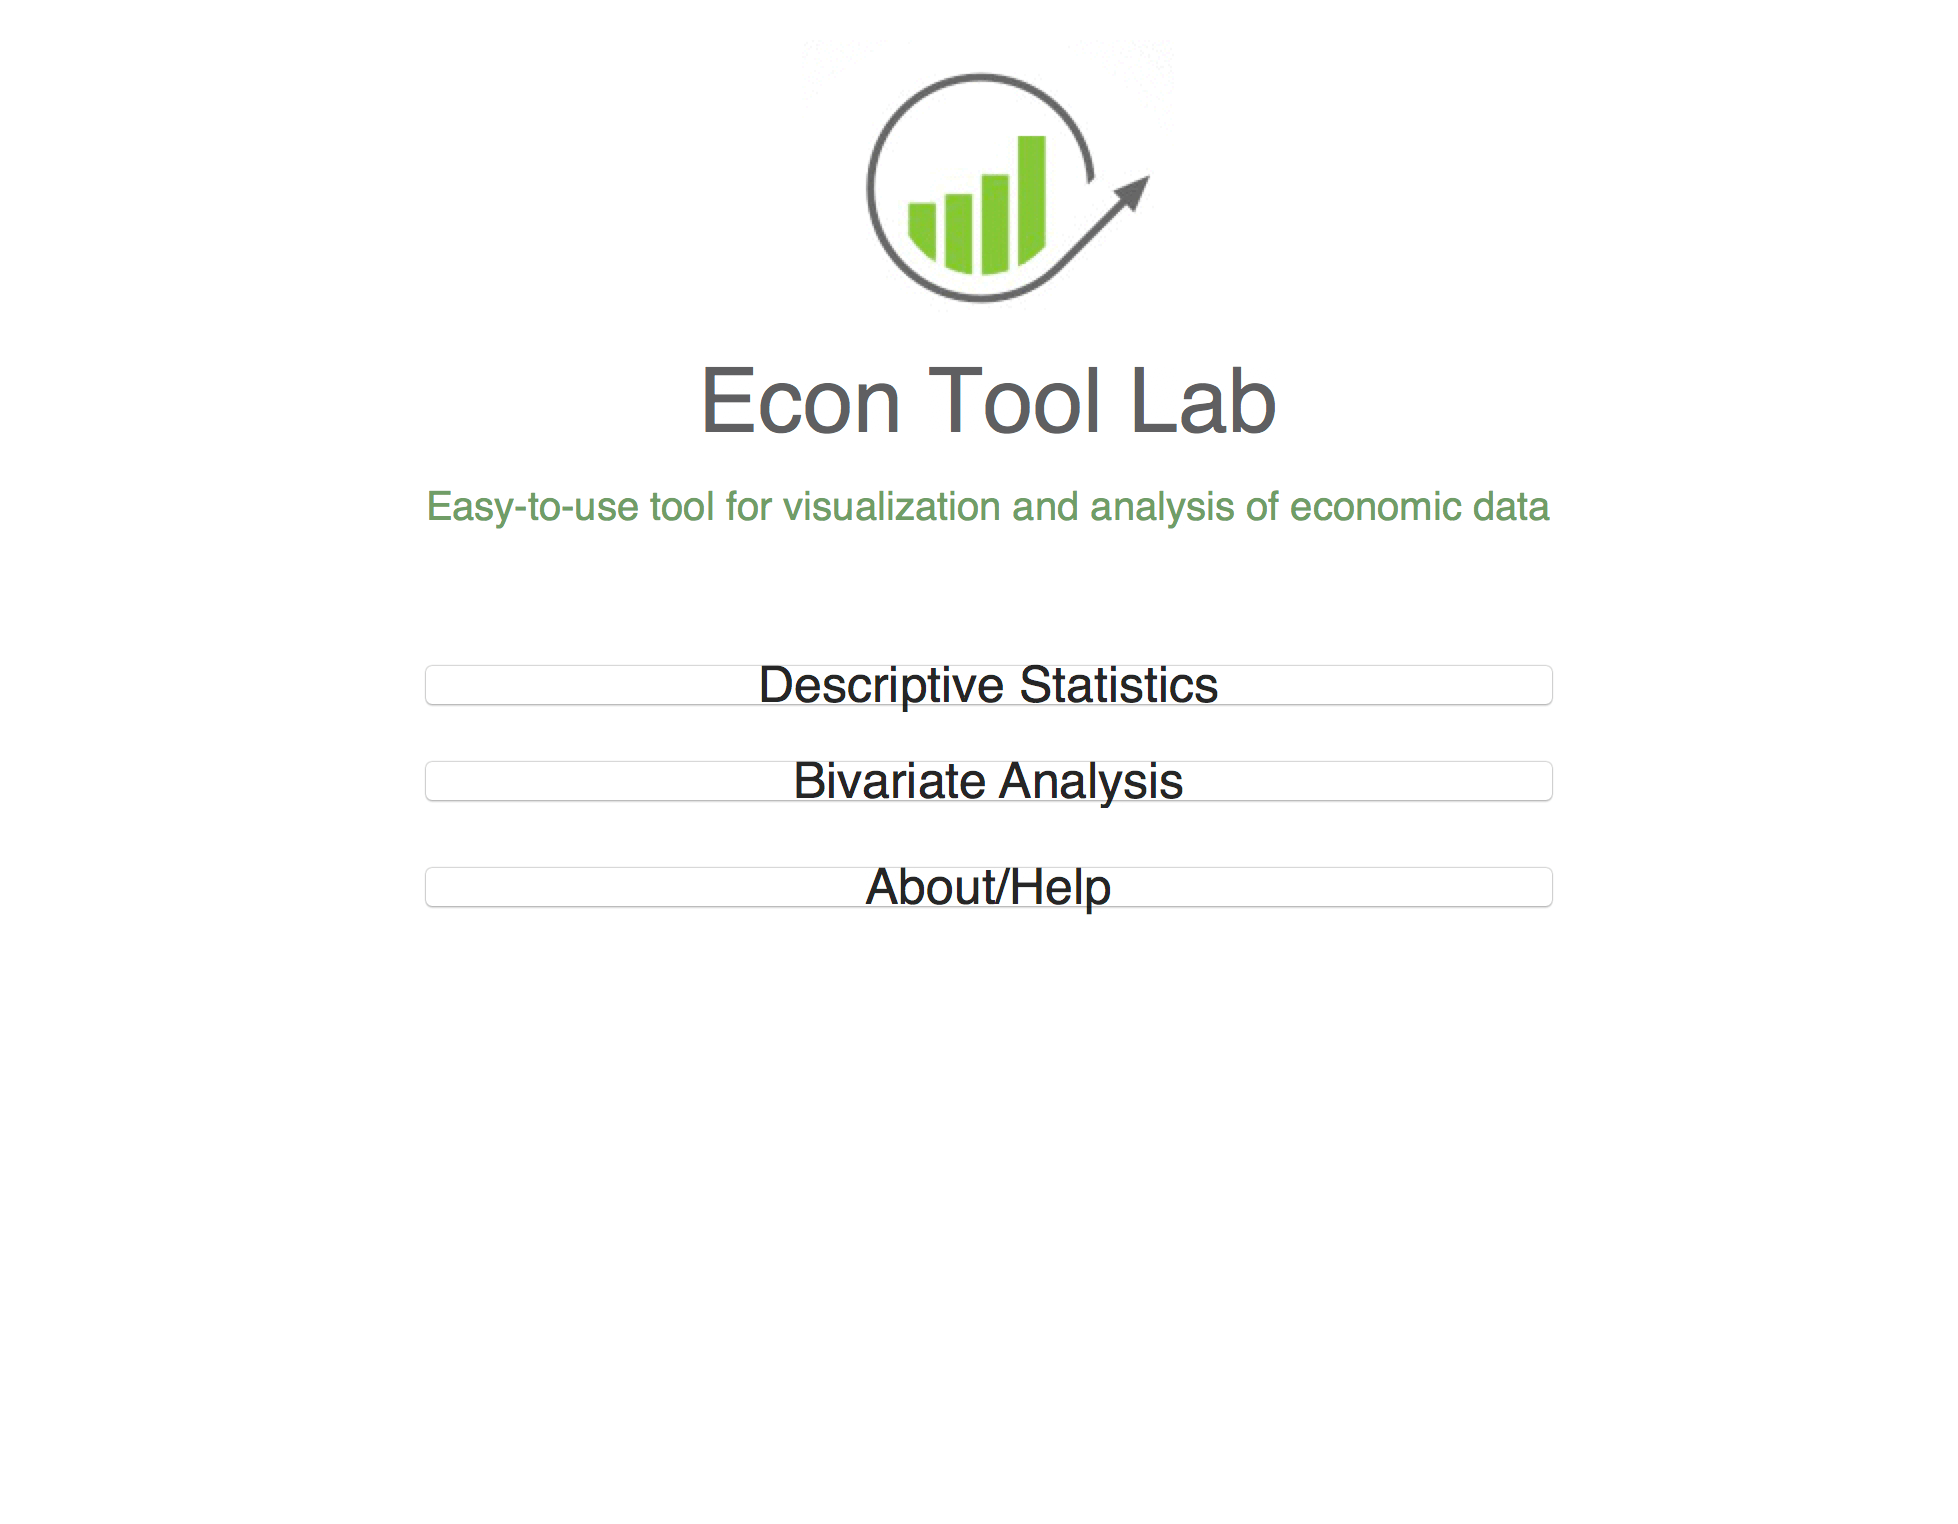 Econ Tool Lab
Easy-to-use tool for visualization and analysis of economic data
Descriptive Statistics
Bivariate Analysis
About/Help